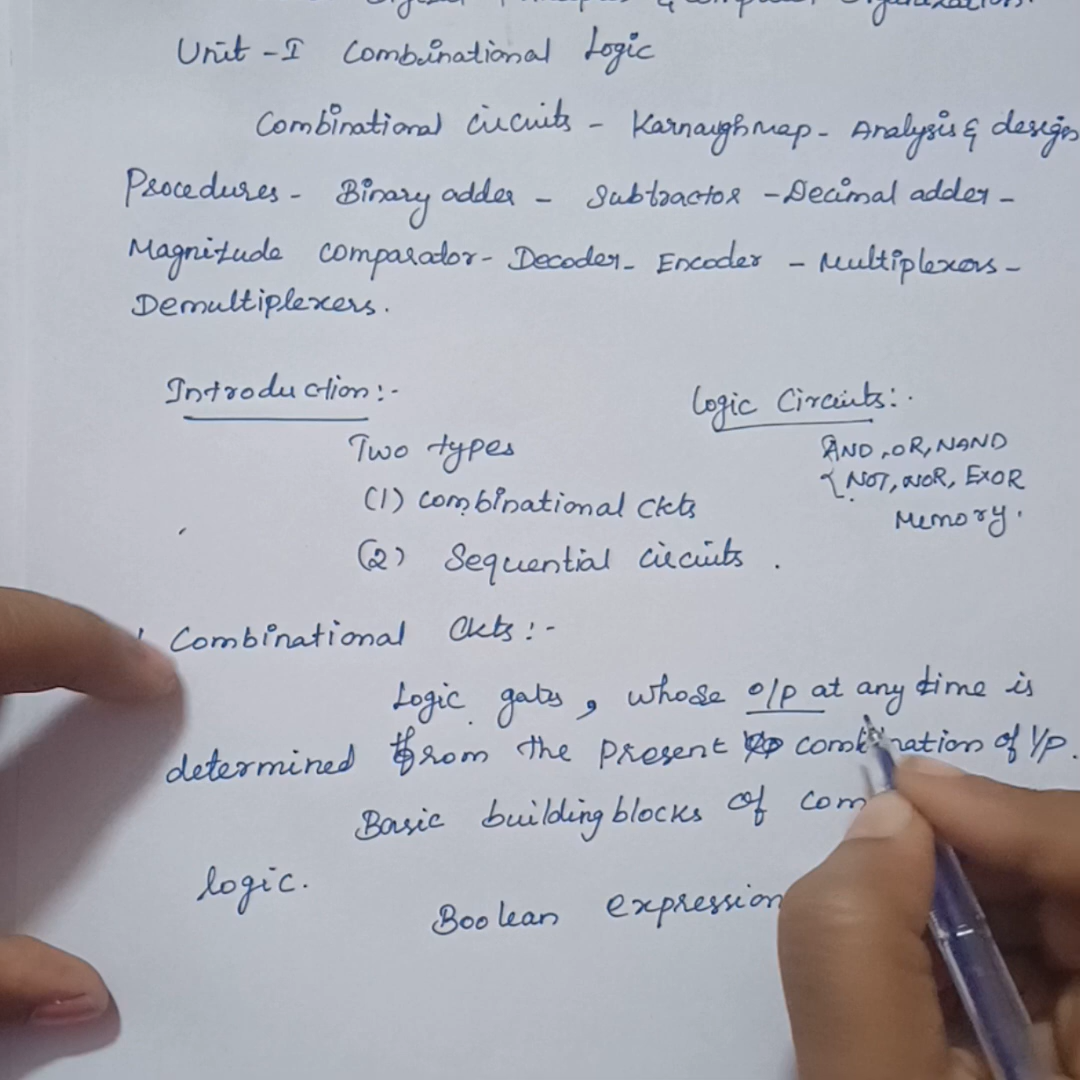 Unit - I Combinational Logic
Combinational circuits - Karnaugh map - Analysis & design
Procedures - Binary adder - Subtractor - Decimal adder -
Magnitude comparator - Decoder - Encoder - Multiplexers -
Demultiplexers.
Introduction:-
Two types
(1) combinational ckts
(2) Sequential circuits.
Logic Circuits:-
AND, OR, NAND
NOT, NOR, EXOR
Memory.
Combinational Ckts:-
Logic gates, whose o/p at any time is
determined from the present combination of I/p.
Basic building blocks of com
logic.
Boolean expression